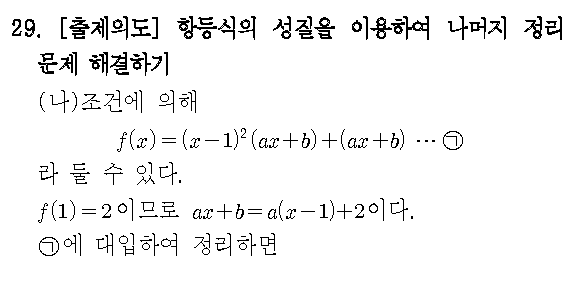 29. [출제의도] 항등식의 성질을 이용하여 나머지 정리
문제 해결하기
(나)조건에 의해
f(x)=(x-1)²(ax+b)+(ax+b) ⋯ ㉠
라 둘 수 있다.
f(1)=2이므로 ax+b=a(x-1)+2이다.
㉠에 대입하여 정리하면